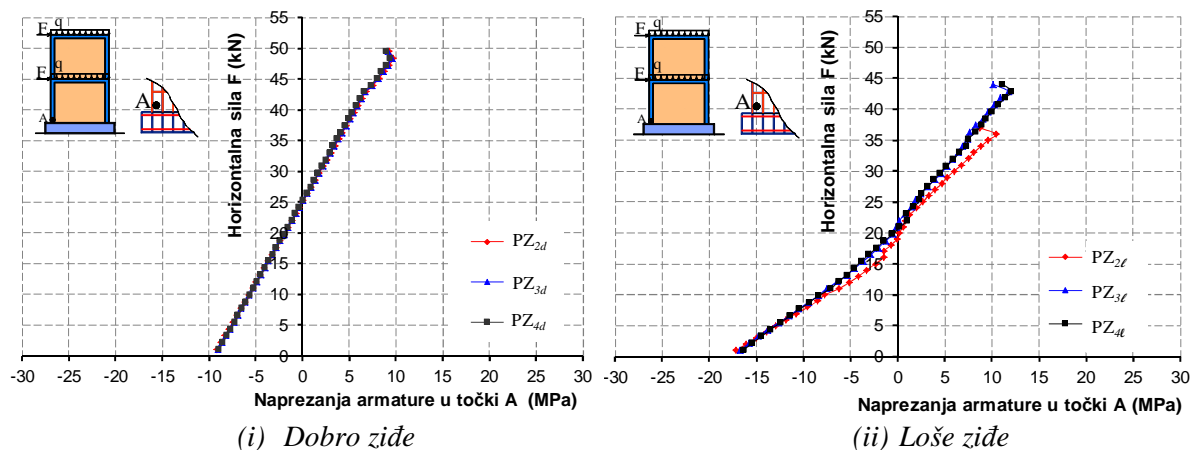 Horizontalna sila F (kN)
60
55
50
45
40
35
30
25
20
15
10
5
0
-30 -25 -20 -15 -10 -5 0 5 10 15 20 25 30
Naprezanja armature u točki A (MPa)
F q
F q
A
A
PZ2d
PZ3d
PZ4d
(i) Dobro ziđe
Horizontalna sila F (kN)
60
55
50
45
40
35
30
25
20
15
10
5
0
-30 -25 -20 -15 -10 -5 0 5 10 15 20 25 30
Naprezanja armature u točki A (MPa)
F q
F q
A
A
PZ2ℓ
PZ3ℓ
PZ4ℓ
(ii) Loše ziđe